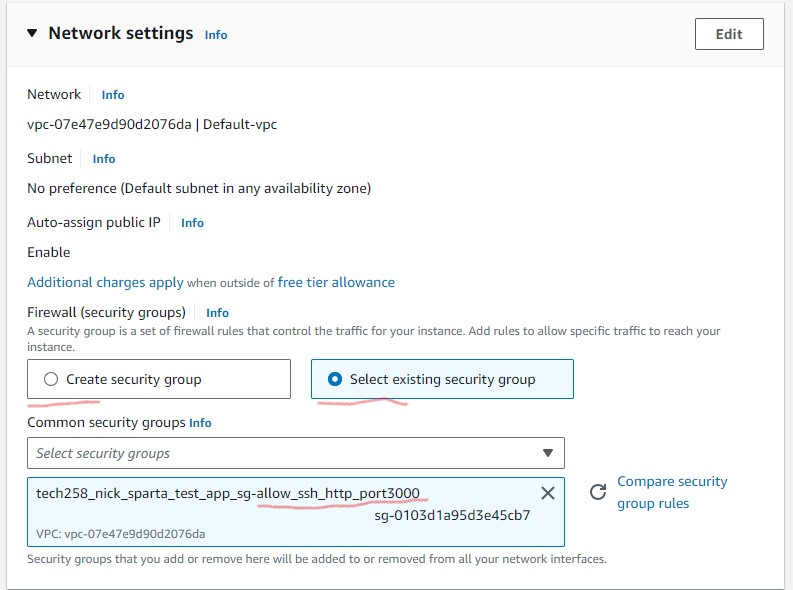 Network settings Info
Edit
Network Info
vpc-07e47e9d90d2076da | Default-vpc
Subnet Info
No preference (Default subnet in any availability zone)
Auto-assign public IP Info
Enable
Additional charges apply when outside of free tier allowance
Firewall (security groups) Info
A security group is a set of firewall rules that control the traffic for your instance. Add rules to allow specific traffic to reach your
instance.
Create security group
Select existing security group
Common security groups Info
Select security groups
tech258_nick_sparta_test_app_sg-allow_ssh_http_port3000
sg-0103d1a95d3e45cb7
VPC: vpc-07e47e9d90d2076da
Compare security
group rules
Security groups that you add or remove here will be added to or removed from all your network interfaces.